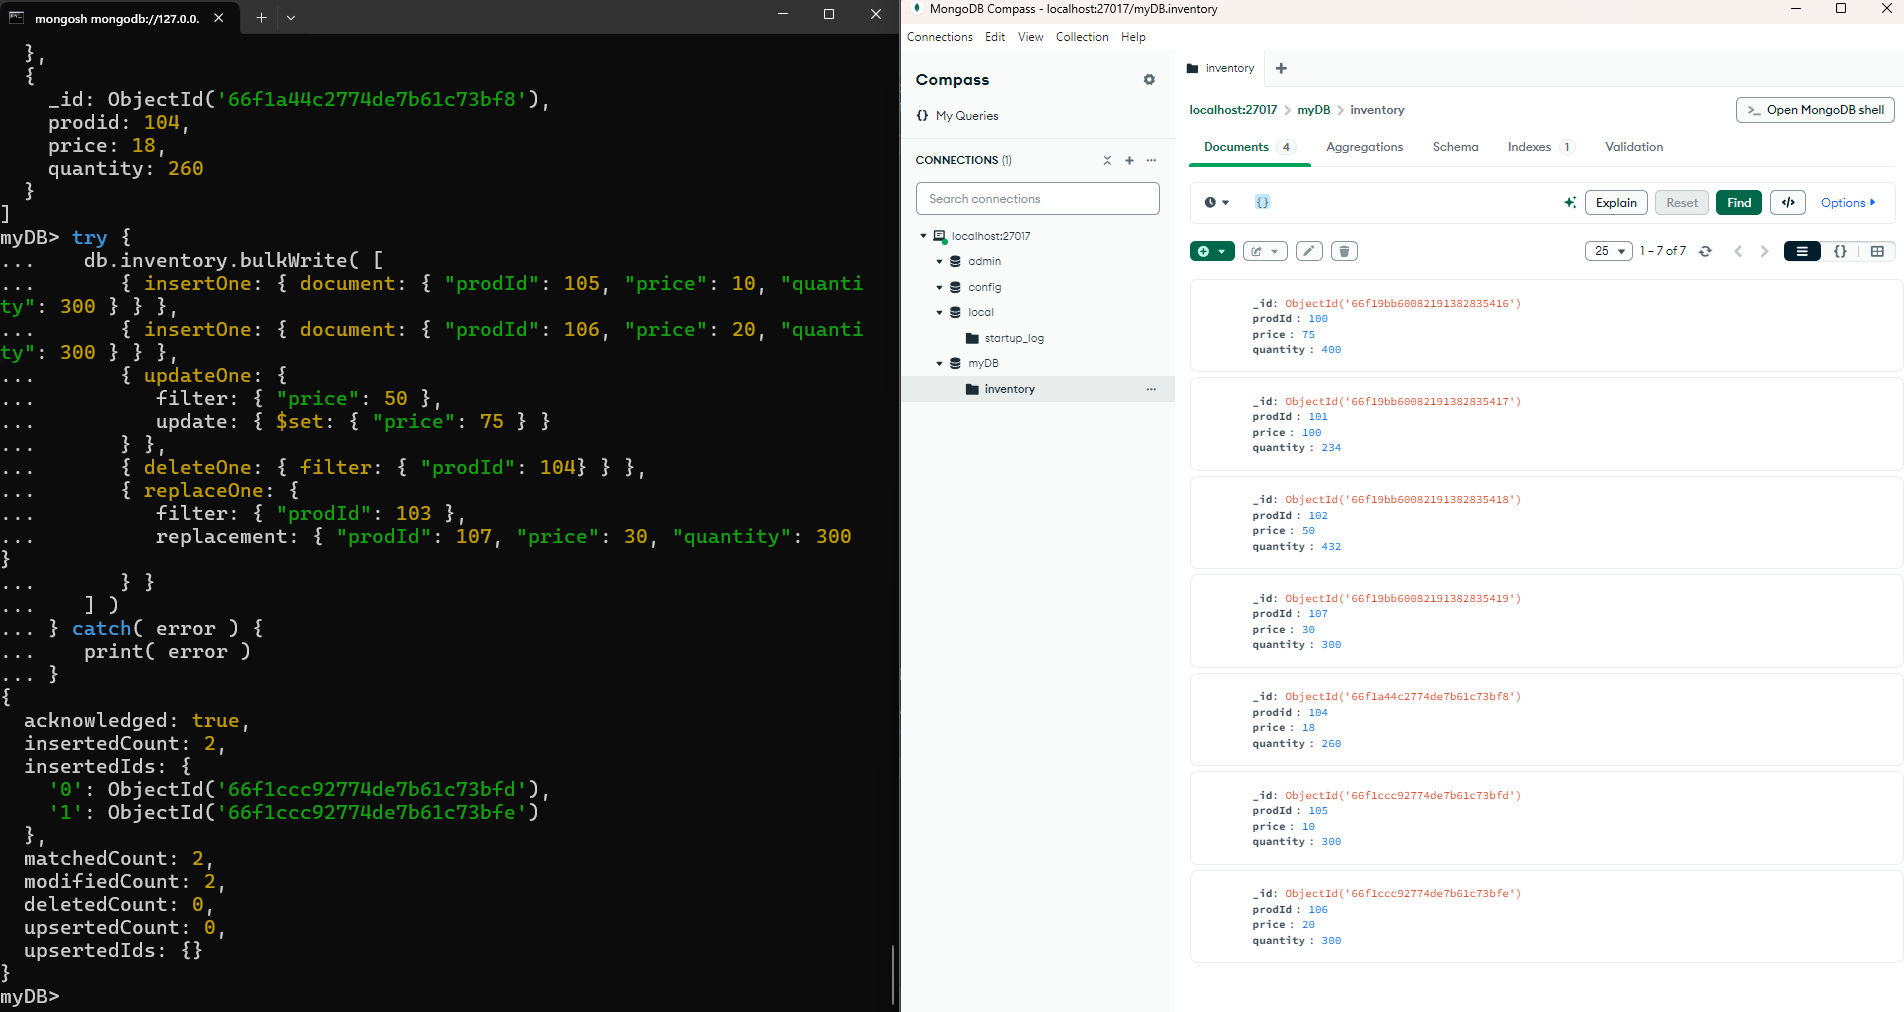 mongosh mongodb://127.0.0.
},
{
_id: ObjectId('66f1a44c2774de7b61c73bf8'),
prodid: 104,
price: 18,
quantity: 260
}
]
myDB> try {
... db.inventory.bulkWrite( [
... { insertOne: { document: { "prodId": 105, "price": 10, "quanti
ty": 300 } } },
... { insertOne: { document: { "prodId": 106, "price": 20, "quanti
ty": 300 } } },
... { updateOne: {
... filter: { "price": 50 },
... update: { $set: { "price": 75 } }
... } },
... { deleteOne: { filter: { "prodId": 104} } },
... { replaceOne: {
... filter: { "prodId": 103 },
... replacement: { "prodId": 107, "price": 30, "quantity": 300
}
... } }
... ] )
... } catch( error ) {
... print( error )
... }
{
acknowledged: true,
insertedCount: 2,
insertedIds: {
'0': ObjectId('66f1ccc92774de7b61c73bfd'),
'1': ObjectId('66f1ccc92774de7b61c73bfe')
},
matchedCount: 2,
modifiedCount: 2,
deletedCount: 0,
upsertedCount: 0,
upsertedIds: {}
}
myDB>
MongoDB Compass - localhost:27017/myDB.inventory
Connections Edit View Collection Help
Compass
{} My Queries
CONNECTIONS (1)
Search connections
localhost:27017
admin
config
local
startup_log
myDB
inventory
inventory
localhost:27017 > myDB > inventory
>_ Open MongoDB shell
Documents 4 Aggregations Schema Indexes 1 Validation
{} Explain Reset Find </> Options
25 1 – 7 of 7 {}
_id: ObjectId('66f19bb60082191382835416')
prodId : 100
price : 75
quantity : 400
_id: ObjectId('66f19bb60082191382835417')
prodId : 101
price : 100
quantity : 234
_id: ObjectId('66f19bb60082191382835418')
prodId : 102
price : 50
quantity : 432
_id: ObjectId('66f19bb60082191382835419')
prodId : 107
price : 30
quantity : 300
_id: ObjectId('66f1a44c2774de7b61c73bf8')
prodid : 104
price : 18
quantity : 260
_id: ObjectId('66f1ccc92774de7b61c73bfd')
prodId : 105
price : 10
quantity : 300
_id: ObjectId('66f1ccc92774de7b61c73bfe')
prodId : 106
price : 20
quantity : 300